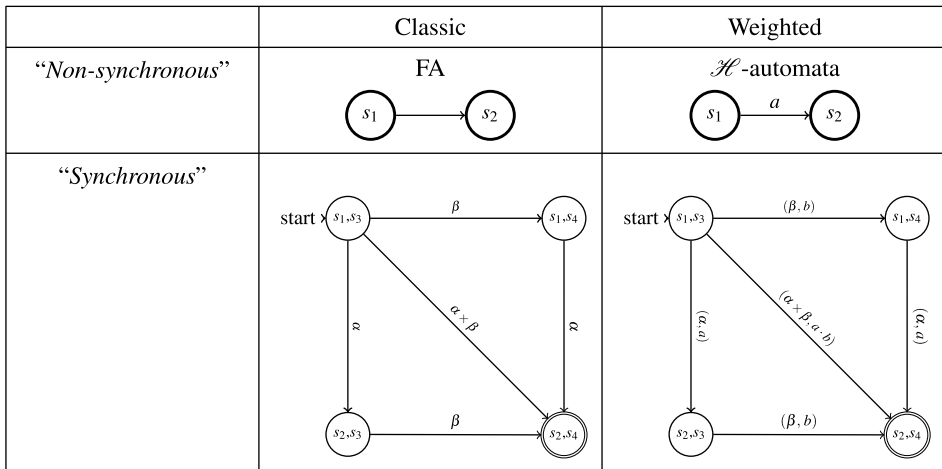 Classic Weighted
“Non-synchronous” FA ℋ-automata
s₁ s₂ s₁ a s₂
“Synchronous”
start s₁,s₃ β s₁,s₄ start s₁,s₃ (β,b) s₁,s₄
α α×β α (α,a) (α×β,a·b) (α,a)
s₂,s₃ β s₂,s₄ s₂,s₃ (β,b) s₂,s₄